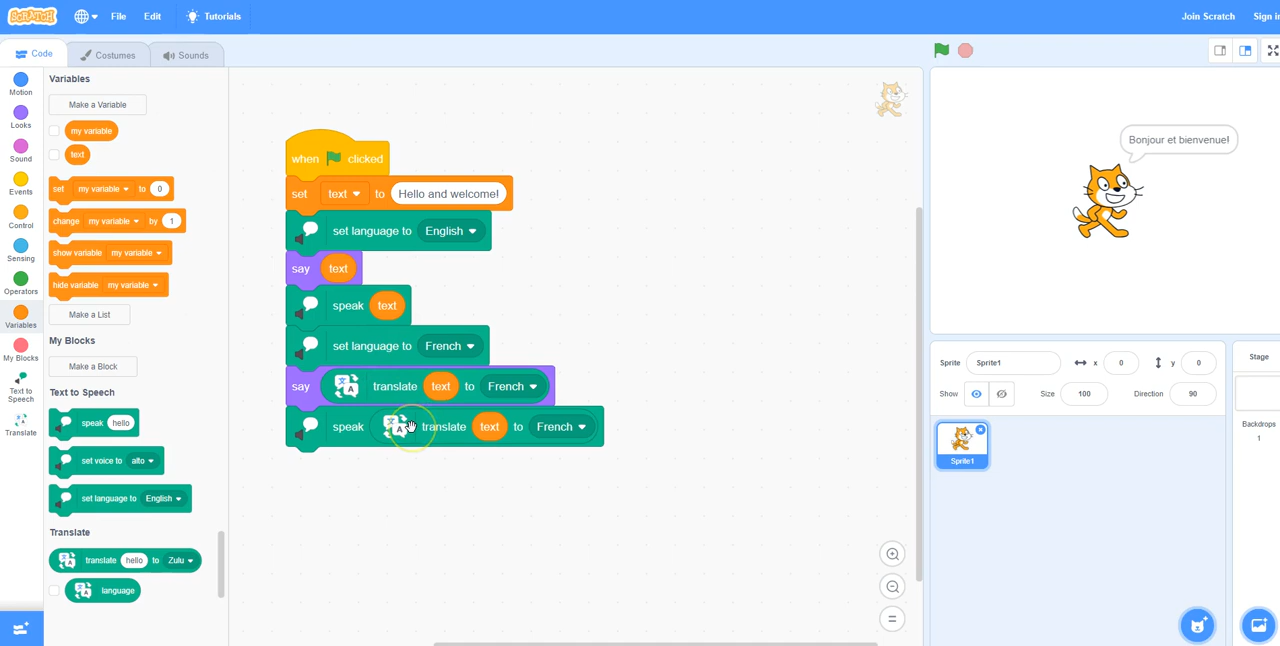 SCRATCH File Edit Tutorials Join Scratch Sign in
Code Costumes Sounds
Motion
Looks
Sound
Events
Control
Sensing
Operators
Variables
My Blocks
Text to
Speech
Translate
Variables
Make a Variable
my variable
text
set my variable to 0
change my variable by 1
show variable my variable
hide variable my variable
Make a List
My Blocks
Make a Block
Text to Speech
speak hello
set voice to alto
set language to English
Translate
translate hello to Zulu
language
when clicked
set text to Hello and welcome!
set language to English
say text
speak text
set language to French
say translate text to French
speak translate text to French
Bonjour et bienvenue!
Sprite Sprite1 x 0 y 0
Show Size 100 Direction 90
Sprite1
Stage
Backdrops
1